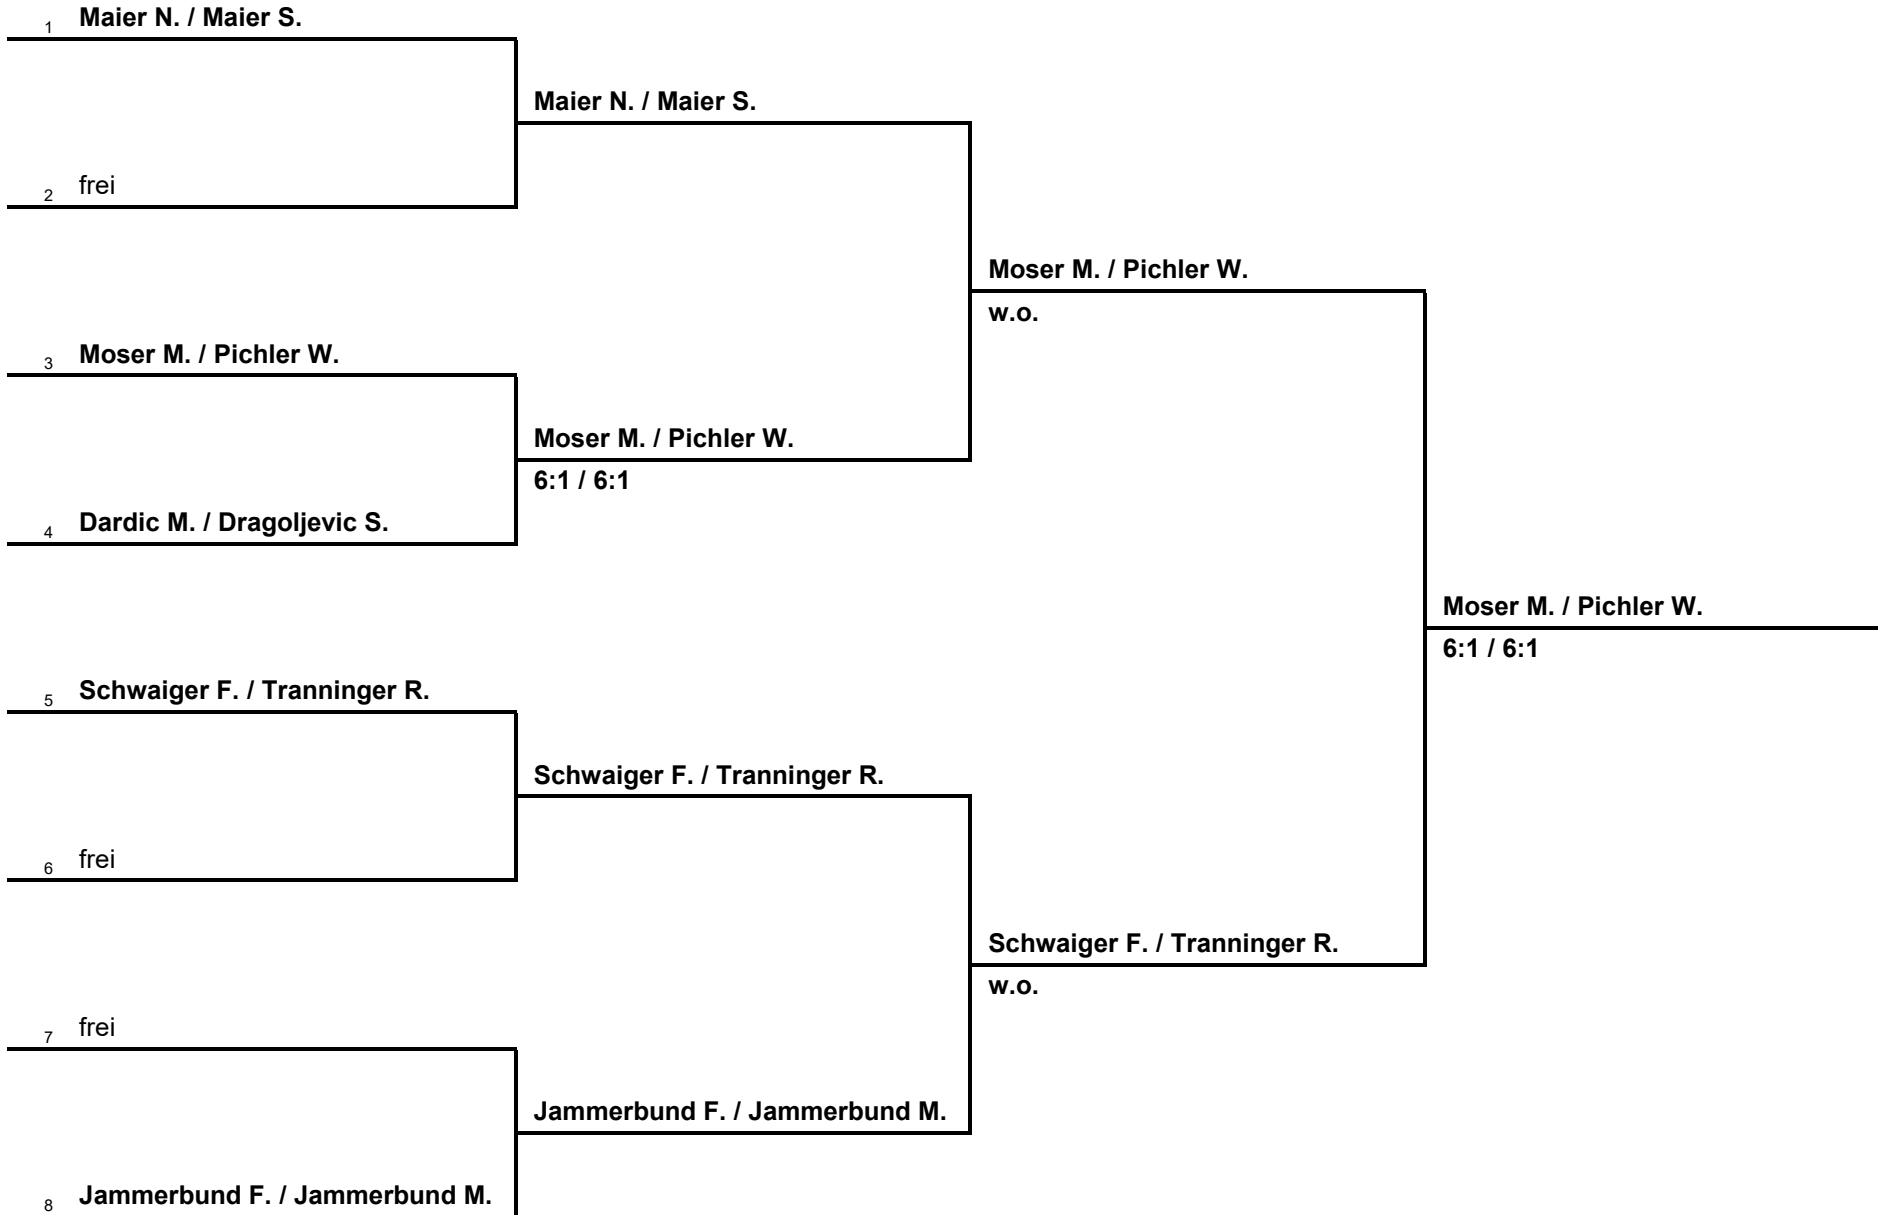 1 Maier N. / Maier S.
Maier N. / Maier S.
2 frei
Moser M. / Pichler W.
w.o.
3 Moser M. / Pichler W.
Moser M. / Pichler W.
6:1 / 6:1
4 Dardic M. / Dragoljevic S.
Moser M. / Pichler W.
6:1 / 6:1
5 Schwaiger F. / Tranninger R.
Schwaiger F. / Tranninger R.
6 frei
Schwaiger F. / Tranninger R.
w.o.
7 frei
Jammerbund F. / Jammerbund M.
8 Jammerbund F. / Jammerbund M.